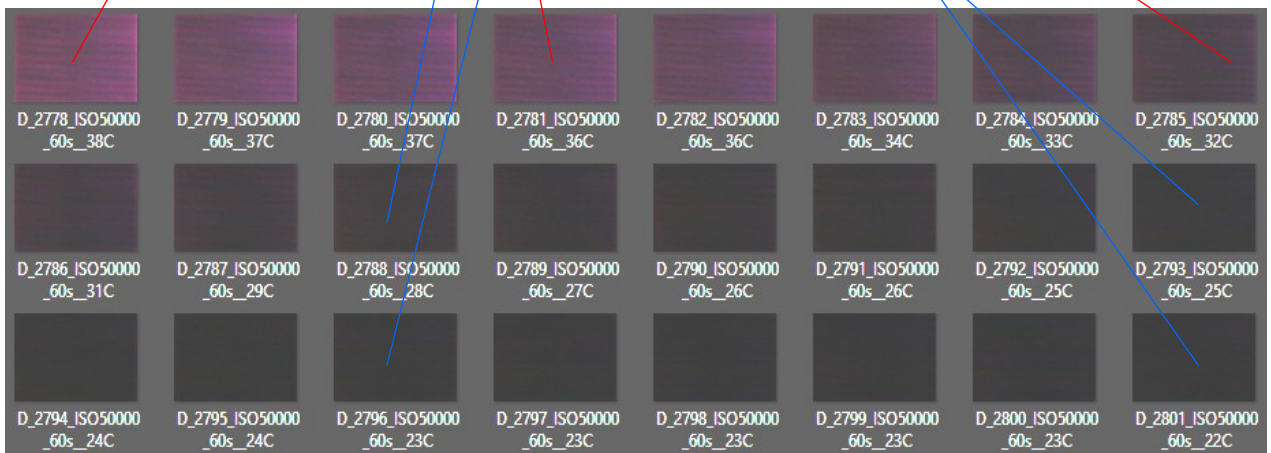 D_2778_ISO50000 D_2779_ISO50000 D_2780_ISO50000 D_2781_ISO50000 D_2782_ISO50000 D_2783_ISO50000 D_2784_ISO50000 D_2785_ISO50000
_60s__38C _60s__37C _60s__37C _60s__36C _60s__36C _60s__34C _60s__33C _60s__32C
D_2786_ISO50000 D_2787_ISO50000 D_2788_ISO50000 D_2789_ISO50000 D_2790_ISO50000 D_2791_ISO50000 D_2792_ISO50000 D_2793_ISO50000
_60s__31C _60s__29C _60s__28C _60s__27C _60s__26C _60s__26C _60s__25C _60s__25C
D_2794_ISO50000 D_2795_ISO50000 D_2796_ISO50000 D_2797_ISO50000 D_2798_ISO50000 D_2799_ISO50000 D_2800_ISO50000 D_2801_ISO50000
_60s__24C _60s__24C _60s__23C _60s__23C _60s__23C _60s__23C _60s__23C _60s__22C